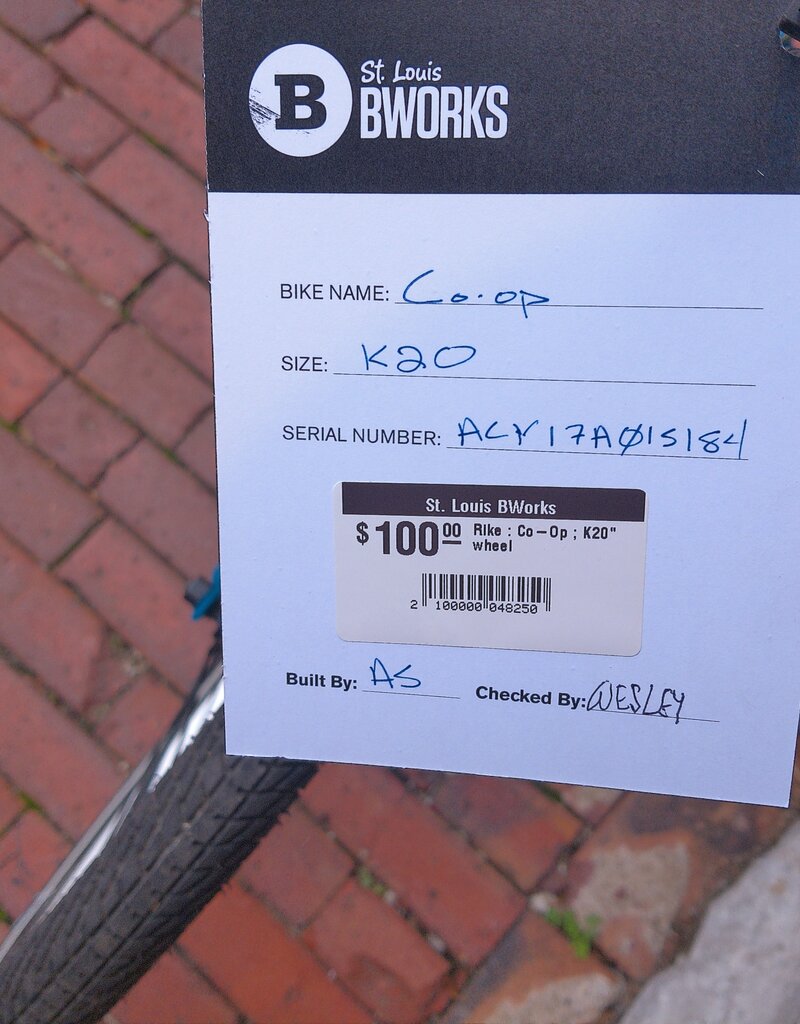 B
St. Louis
BWORKS
BIKE NAME: Co-op
SIZE: K20
SERIAL NUMBER: ACY17AØ15184
St. Louis BWorks
$100.00 Rike : Co-Op ; K20"
wheel
2 100000 048250
Built By: AS
Checked By: WESLEY